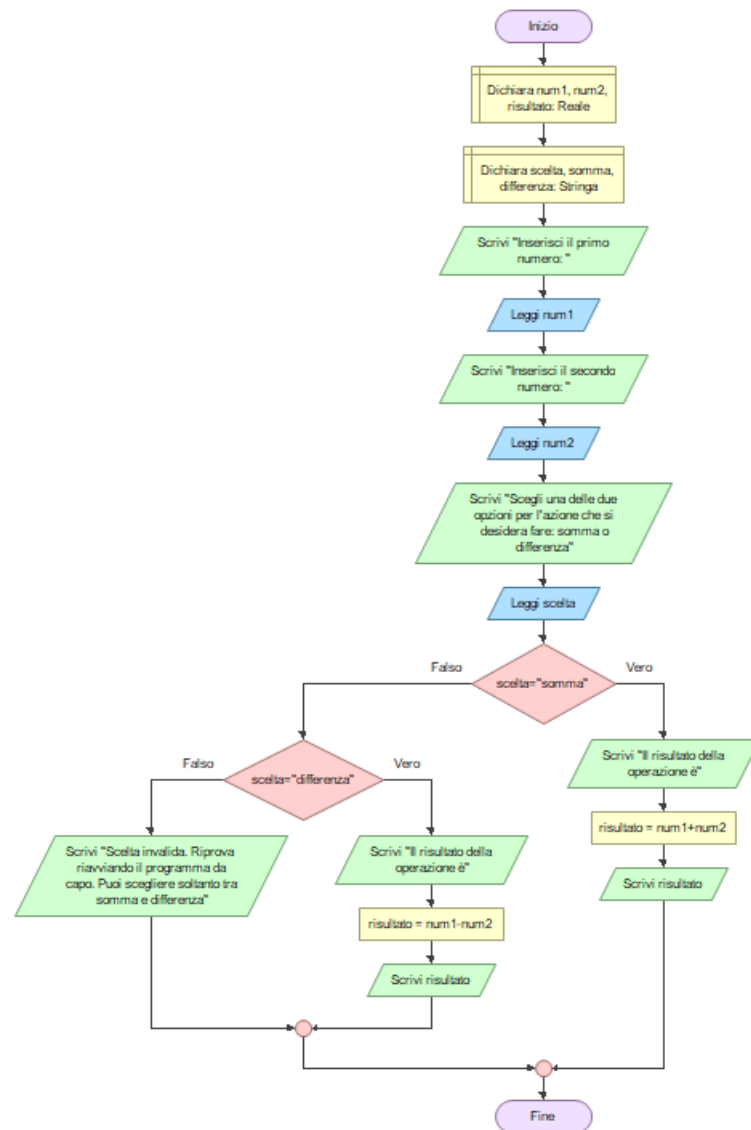 Inizio
Dichiara num1, num2,
risultato: Reale
Dichiara scelta, somma,
differenza: Stringa
Scrivi "Inserisci il primo
numero: "
Leggi num1
Scrivi "Inserisci il secondo
numero: "
Leggi num2
Scrivi "Scegli una delle due
opzioni per l'azione che si
desidera fare: somma o
differenza"
Leggi scelta
Falso
Vero
scelta="somma"
Falso
Vero
scelta="differenza"
Scrivi "Il risultato della
operazione è"
risultato = num1+num2
Scrivi risultato
Scrivi "Scelta invalida. Riprova
riavviando il programma da
capo. Puoi scegliere soltanto tra
somma e differenza"
Scrivi "Il risultato della
operazione è"
risultato = num1-num2
Scrivi risultato
Fine